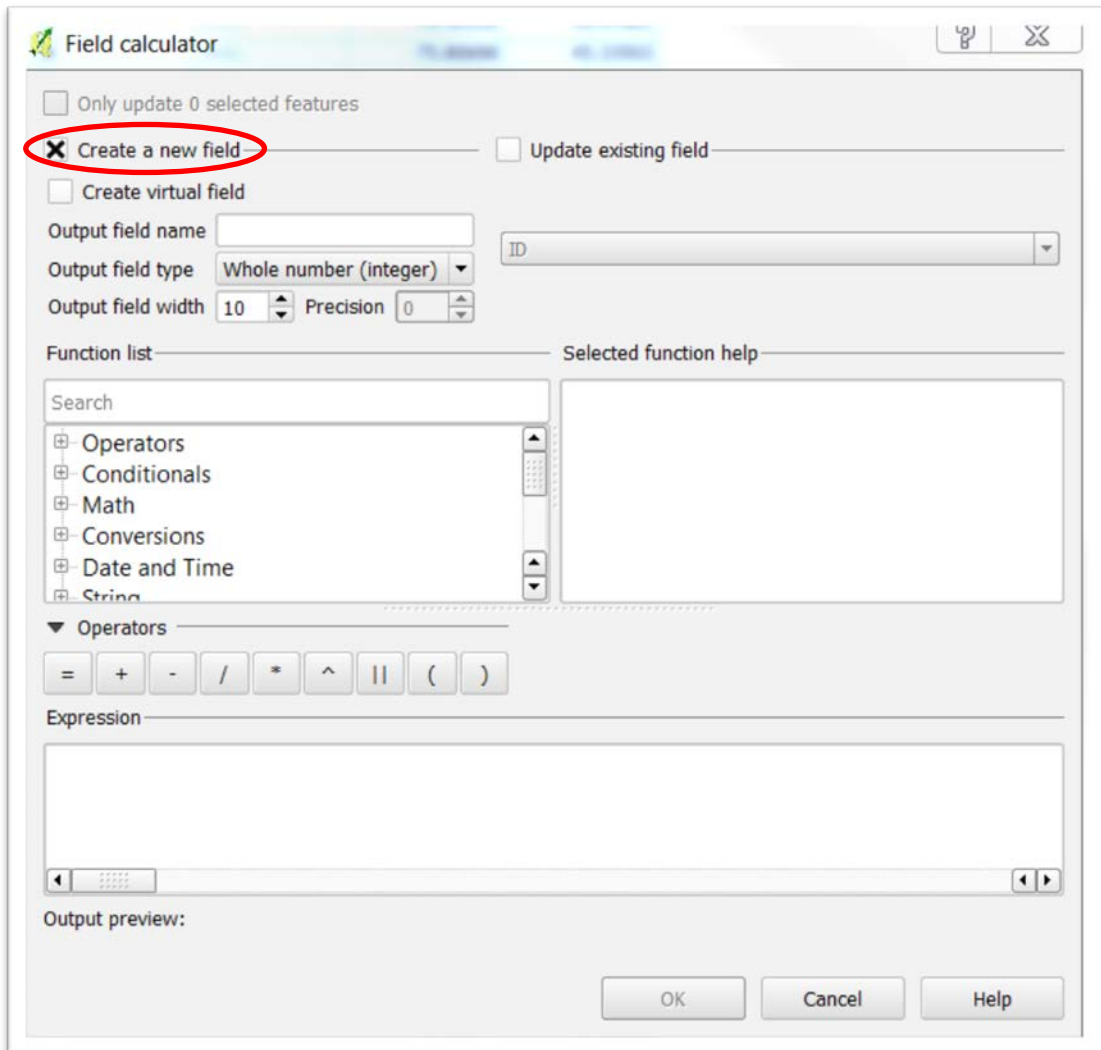 Field calculator
Only update 0 selected features
Create a new field
Update existing field
Create virtual field
Output field name
ID
Output field type Whole number (integer)
Output field width 10 Precision 0
Function list
Selected function help
Search
Operators
Conditionals
Math
Conversions
Date and Time
String
Operators
= + - / * ^ || ( )
Expression
Output preview:
OK Cancel Help